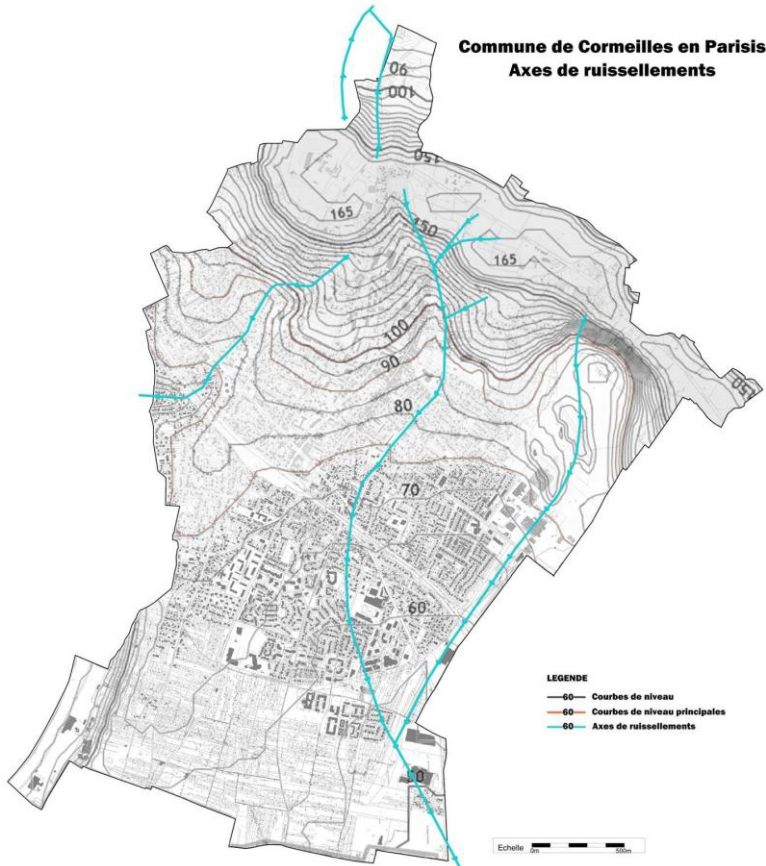 Commune de Cormeilles en Parisis
Axes de ruissellements
90
100
150
165
150
165
100
90
80
150
70
60
LEGENDE
60 Courbes de niveau
60 Courbes de niveau principales
60 Axes de ruissellements
Echelle 0m 500m